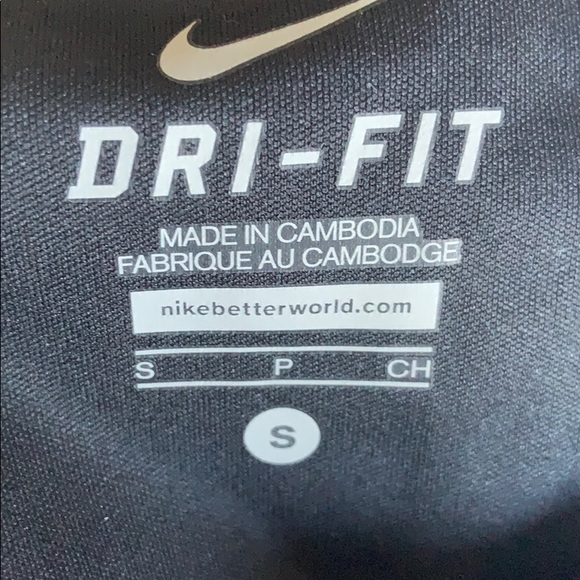 DRI-FIT
MADE IN CAMBODIA
FABRIQUE AU CAMBODGE
nikebetterworld.com
S P CH
S